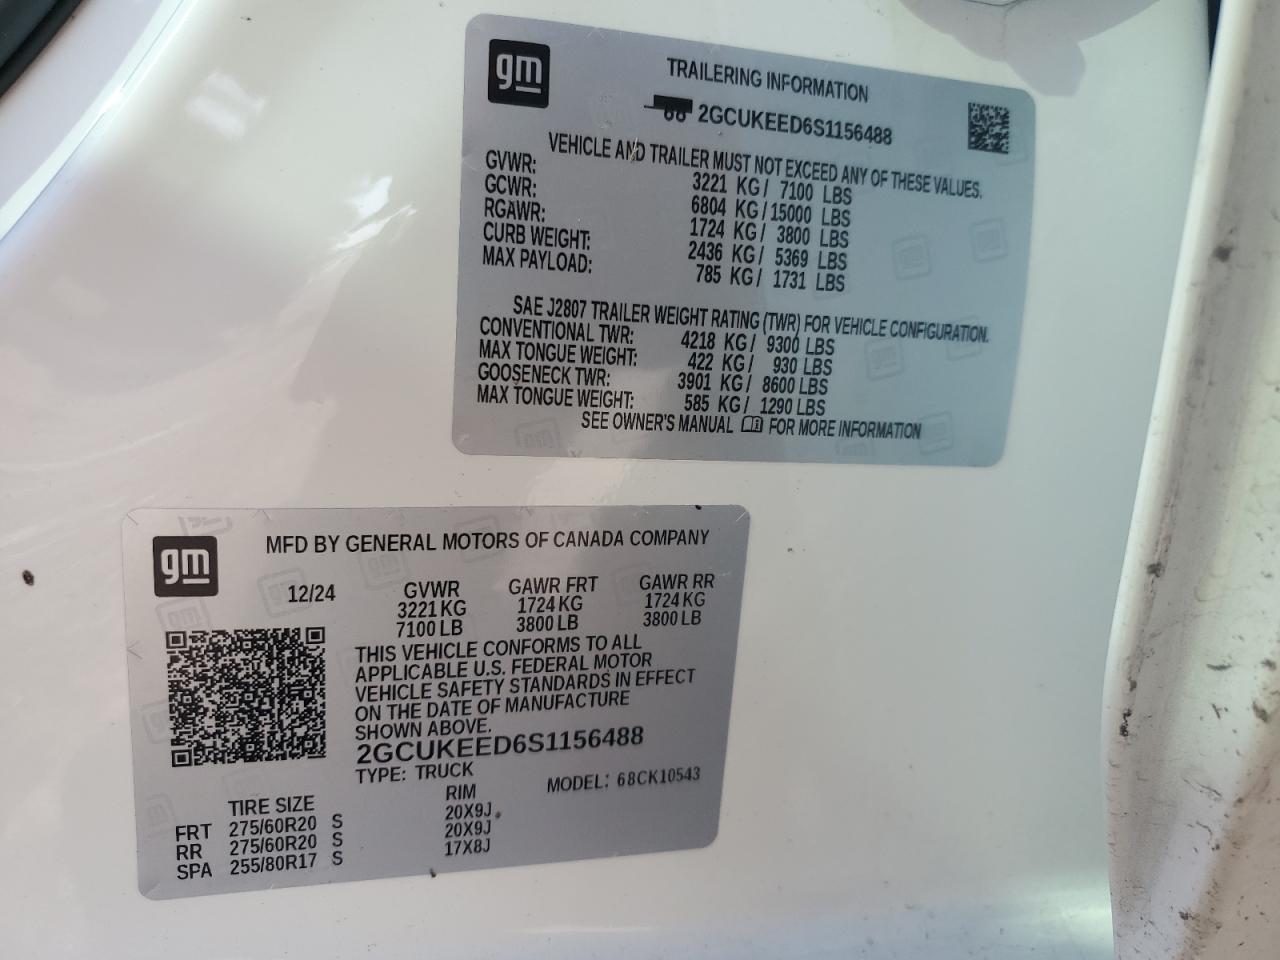 gm
TRAILERING INFORMATION
2GCUKEED6S1156488
VEHICLE AND TRAILER MUST NOT EXCEED ANY OF THESE VALUES.
GVWR: 3221 KG/ 7100 LBS
GCWR: 6804 KG/15000 LBS
RGAWR: 1724 KG/ 3800 LBS
CURB WEIGHT: 2436 KG/ 5369 LBS
MAX PAYLOAD: 785 KG/ 1731 LBS
SAE J2807 TRAILER WEIGHT RATING (TWR) FOR VEHICLE CONFIGURATION.
CONVENTIONAL TWR: 4218 KG/ 9300 LBS
MAX TONGUE WEIGHT: 422 KG/ 930 LBS
GOOSENECK TWR: 3901 KG/ 8600 LBS
MAX TONGUE WEIGHT: 585 KG/ 1290 LBS
SEE OWNER'S MANUAL FOR MORE INFORMATION
gm
MFD BY GENERAL MOTORS OF CANADA COMPANY
12/24 GVWR GAWR FRT GAWR RR
3221 KG 1724 KG 1724 KG
7100 LB 3800 LB 3800 LB
THIS VEHICLE CONFORMS TO ALL
APPLICABLE U.S. FEDERAL MOTOR
VEHICLE SAFETY STANDARDS IN EFFECT
ON THE DATE OF MANUFACTURE
SHOWN ABOVE.
2GCUKEED6S1156488
TYPE: TRUCK MODEL: 68CK10543
TIRE SIZE RIM
FRT 275/60R20 S 20X9J
RR 275/60R20 S 20X9J
SPA 255/80R17 S 17X8J